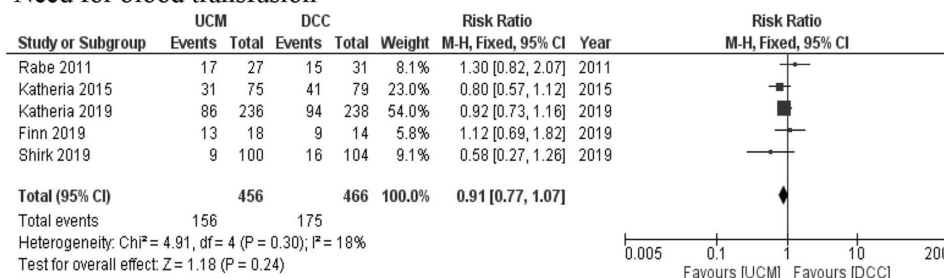 Need for blood transfusion
UCM DCC Risk Ratio Risk Ratio
Study or Subgroup Events Total Events Total Weight M-H, Fixed, 95% CI Year M-H, Fixed, 95% CI
Rabe 2011 17 27 15 31 8.1% 1.30 [0.82, 2.07] 2011
Katheria 2015 31 75 41 79 23.0% 0.80 [0.57, 1.12] 2015
Katheria 2019 86 236 94 238 54.0% 0.92 [0.73, 1.16] 2019
Finn 2019 13 18 9 14 5.8% 1.12 [0.69, 1.82] 2019
Shirk 2019 9 100 16 104 9.1% 0.58 [0.27, 1.26] 2019
Total (95% CI) 456 466 100.0% 0.91 [0.77, 1.07]
Total events 156 175
Heterogeneity: Chi² = 4.91, df = 4 (P = 0.30); I² = 18%
Test for overall effect: Z = 1.18 (P = 0.24)
0.005 0.1 1 10 200
Favours [UCM] Favours [DCC]